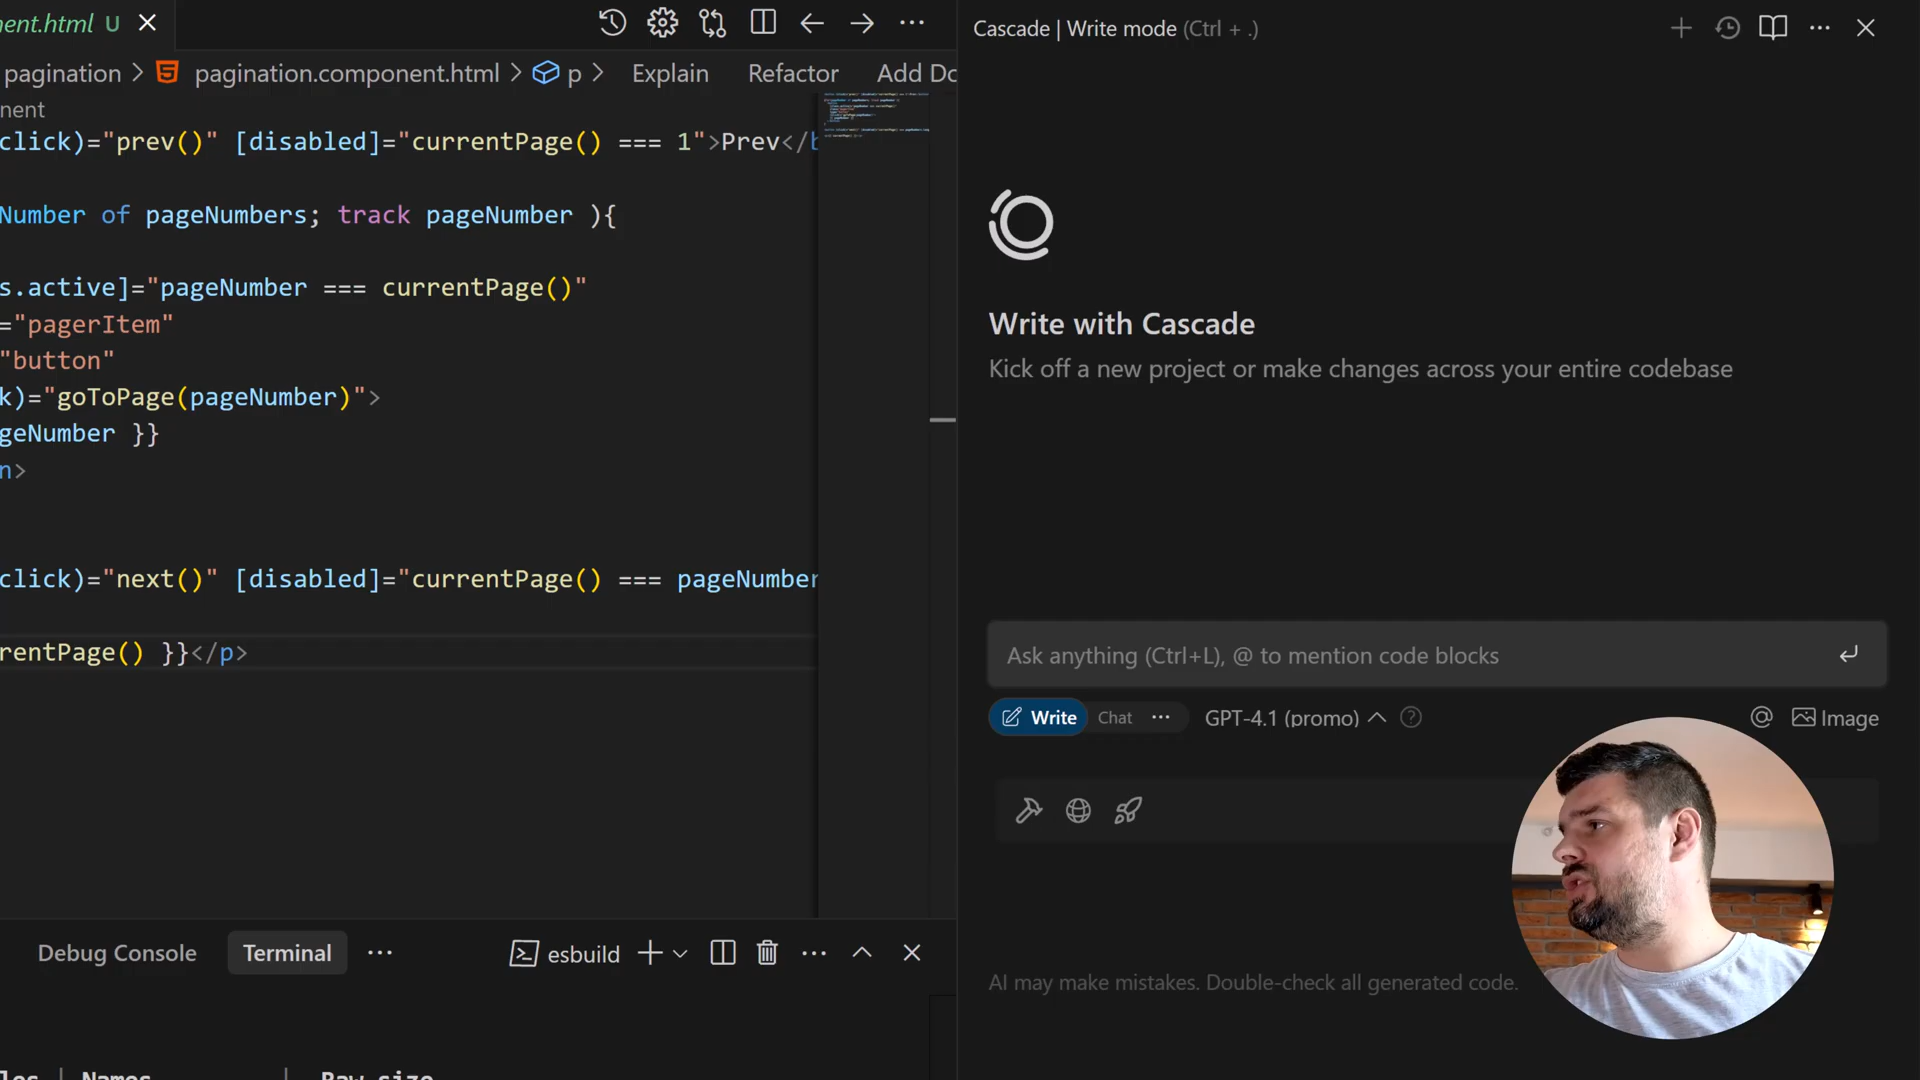 ent.html U
pagination > pagination.component.html > p > Explain Refactor Add Do
nent
click)="prev()" [disabled]="currentPage() === 1">Prev</b
Number of pageNumbers; track pageNumber ){
s.active]="pageNumber === currentPage()"
="pagerItem"
"button"
k)="goToPage(pageNumber)">
geNumber }}
n>
click)="next()" [disabled]="currentPage() === pageNumber
rentPage() }}</p>
Debug Console Terminal esbuild
Names | Raw size
Cascade | Write mode (Ctrl + .)
Write with Cascade
Kick off a new project or make changes across your entire codebase
Ask anything (Ctrl+L), @ to mention code blocks
Write Chat GPT-4.1 (promo) @ Image
AI may make mistakes. Double-check all generated code.